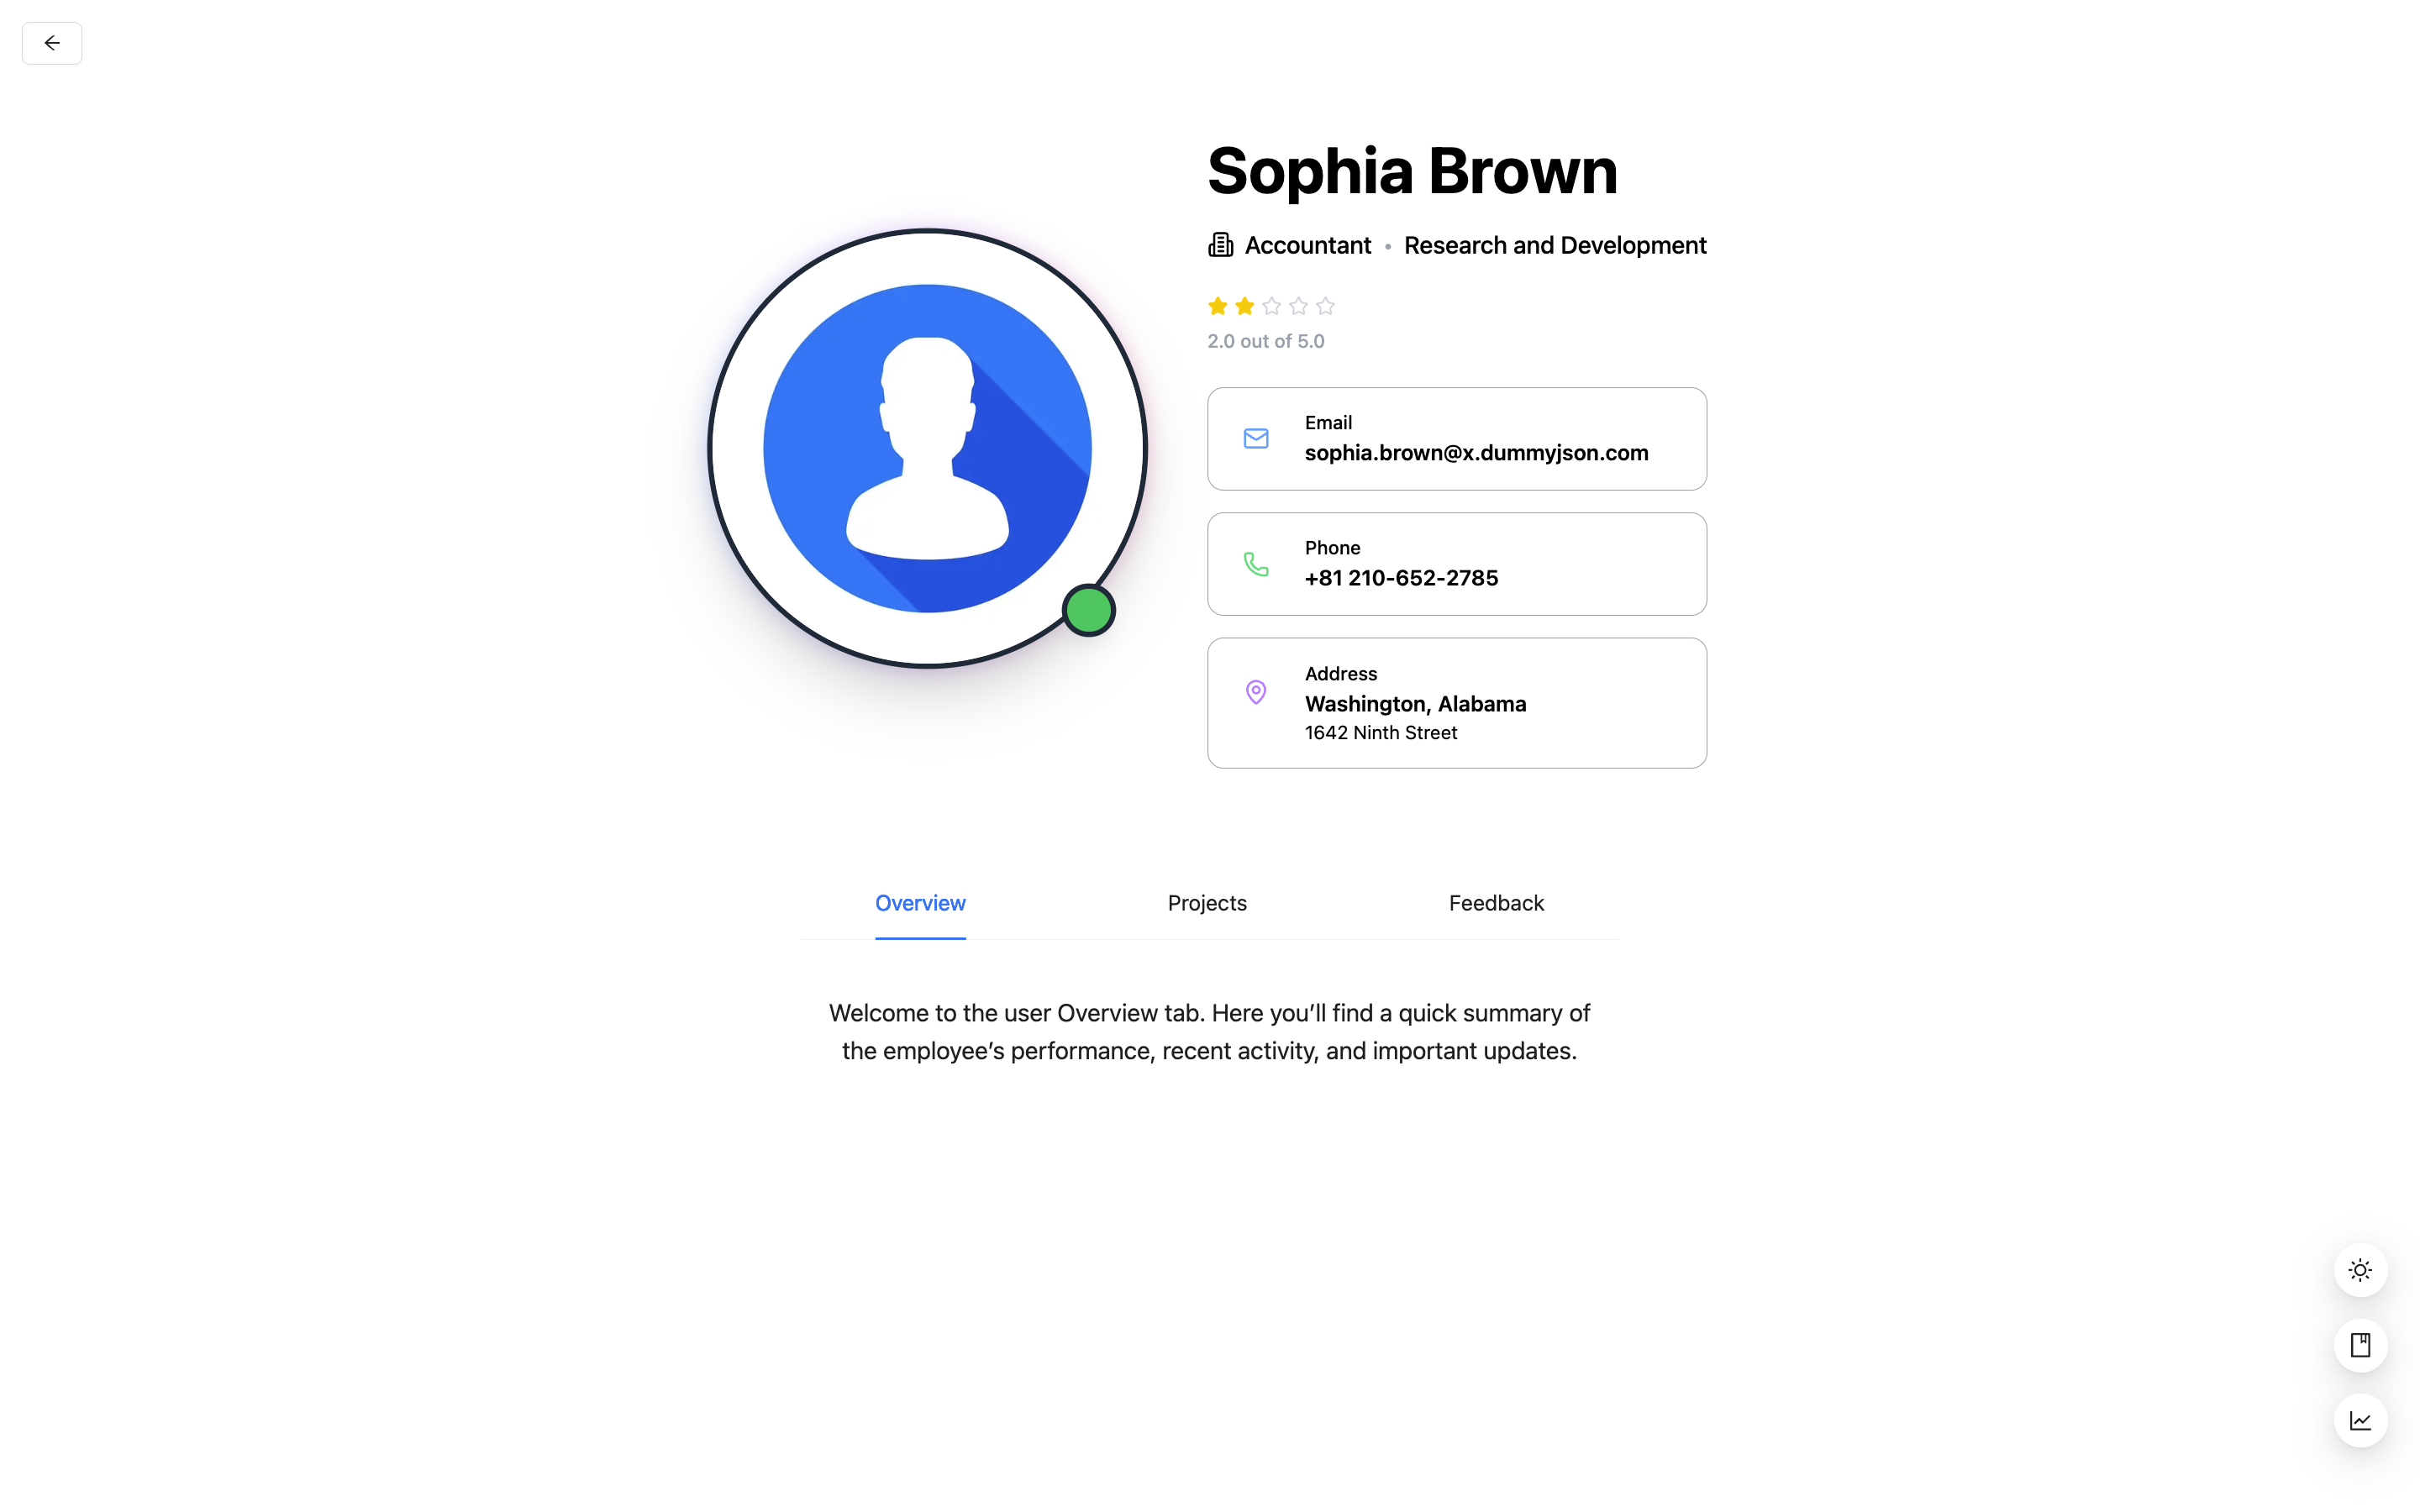 Sophia Brown
Accountant • Research and Development
2.0 out of 5.0
Email
sophia.brown@x.dummyjson.com
Phone
+81 210-652-2785
Address
Washington, Alabama
1642 Ninth Street
Overview Projects Feedback
Welcome to the user Overview tab. Here you’ll find a quick summary of
the employee’s performance, recent activity, and important updates.